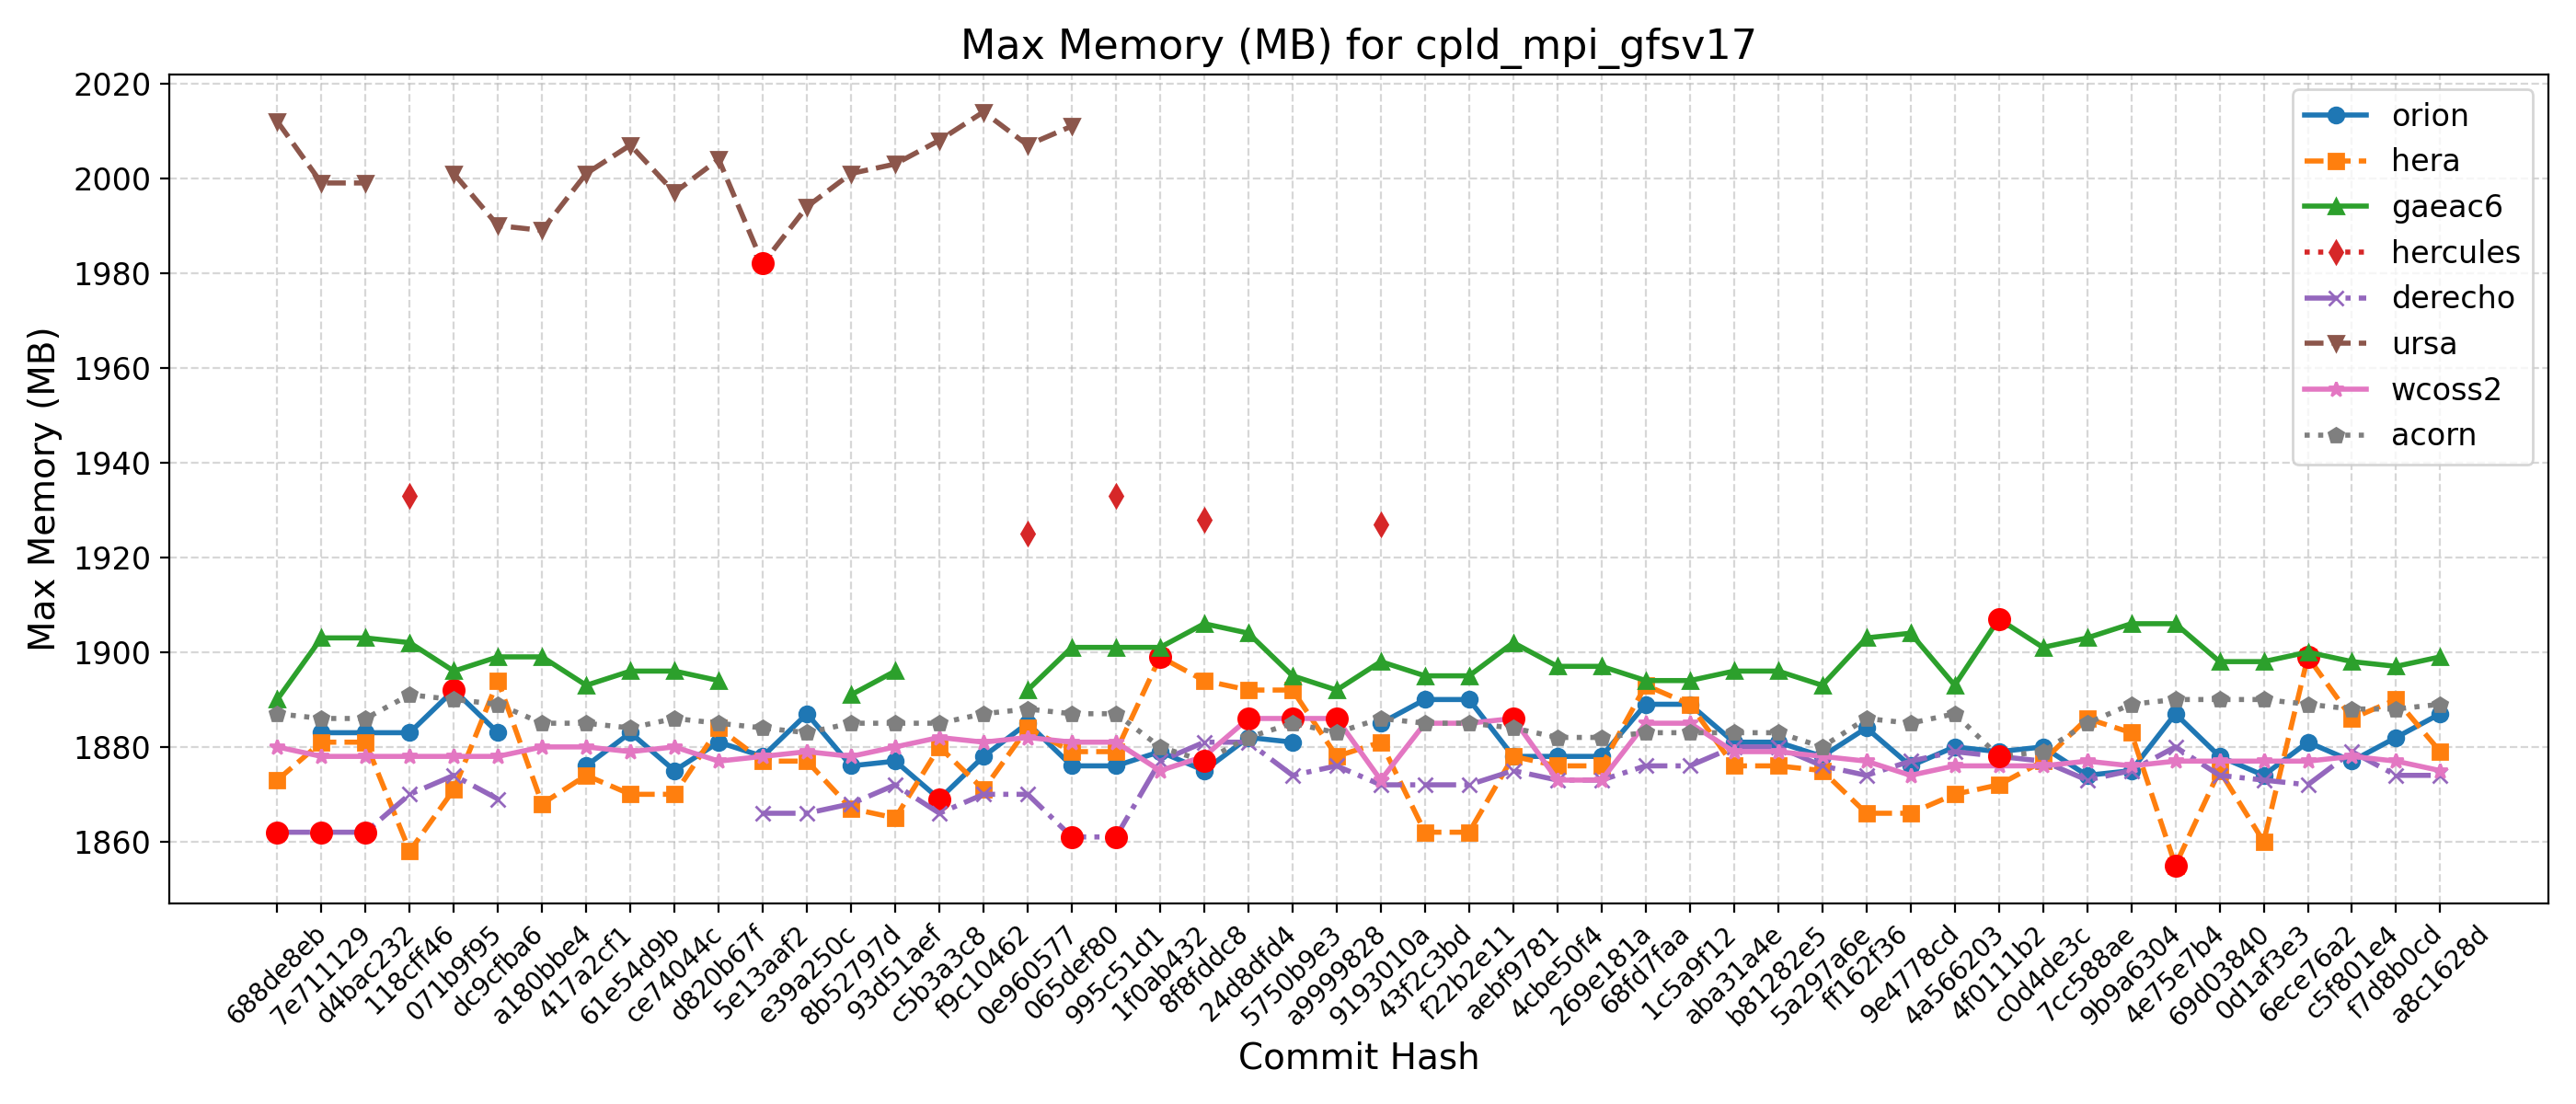 Max Memory (MB) for cpld_mpi_gfsv17
Max Memory (MB)
2020
2000
1980
1960
1940
1920
1900
1880
1860
orion
hera
gaeac6
hercules
derecho
ursa
wcoss2
acorn
688de8eb
7e711129
d4bac232
118cff46
071b9f95
dc9cfba6
a180bbe4
417a2cf1
61e54d9b
ce74044c
d820b67f
5e13aaf2
e39a250c
8b52797d
93d51aef
c5b3a3c8
f9c10462
0e960577
065def80
995c51d1
1f0ab432
8f8fddc8
24d8dfd4
5750b9e3
a9999828
9193010a
43f2c3bd
f22b2e11
aebf9781
4cbe50f4
269e181a
68fd7faa
1c5a9f12
aba31a4e
b81282e5
5a297a6e
ff162f36
9e4778cd
4a566203
4f0111b2
c0d4de3c
7cc588ae
9b9a6304
4e75e7b4
69d03840
0d1af3e3
6ece76a2
c5f801e4
f7d8b0cd
a8c1628d
Commit Hash